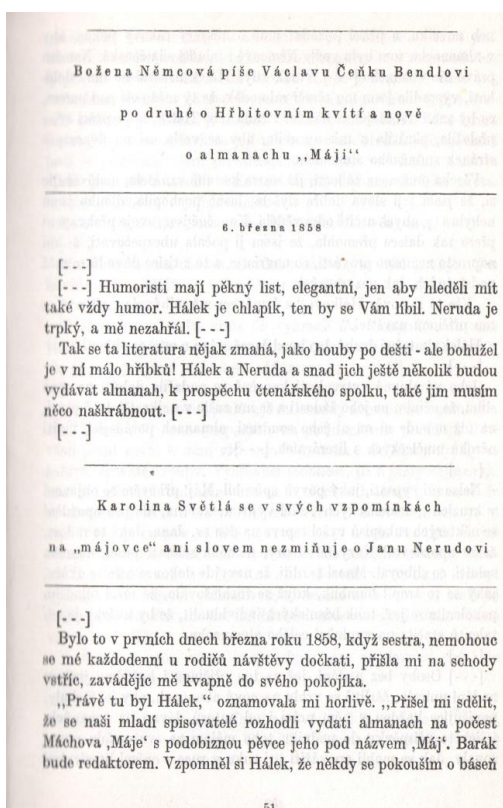 Božena Němcová píše Václavu Čeňku Bendlovi
po druhé o Hřbitovním kvítí a nově
o almanachu „Máji“
6. března 1858
[---]
[---] Humoristi mají pěkný list, elegantní, jen aby hleděli mít
také vždy humor. Hálek je chlapík, ten by se Vám líbil. Neruda je
trpký, a mě nezahřál. [---]
Tak se ta literatura nějak zmahá, jako houby po dešti - ale bohužel
je v ní málo hříbků! Hálek a Neruda a snad jich ještě několik budou
vydávat almanah, k prospěchu čtenářského spolku, také jim musím
něco naškrábnout. [---]
[---]
Karolina Světlá se v svých vzpomínkách
na „májovce“ ani slovem nezmiňuje o Janu Nerudovi
[---]
Bylo to v prvních dnech března roku 1858, když sestra, nemohouc
se mé každodenní u rodičů návštěvy dočkati, přišla mi na schody
vstříc, zavádějíc mě kvapně do svého pokojíka.
„Právě tu byl Hálek,“ oznamovala mi horlivě. „Přišel mi sdělit,
že se naši mladí spisovatelé rozhodli vydati almanach na počest
Máchova ‚Máje‘ s podobiznou pěvce jeho pod názvem ‚Máj‘. Barák
bude redaktorem. Vzpomněl si Hálek, že někdy se pokouším o báseň
51